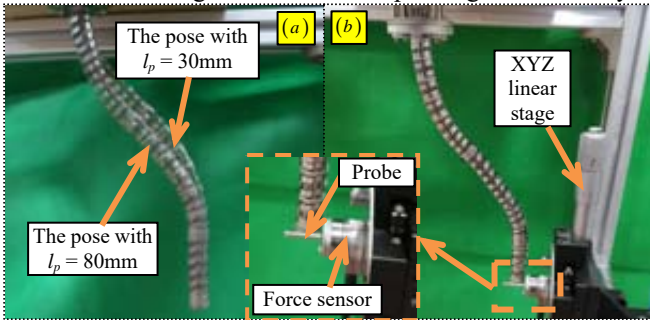 (a)
(b)
The pose with
l_p = 30mm
XYZ
linear
stage
Probe
The pose with
l_p = 80mm
Force sensor